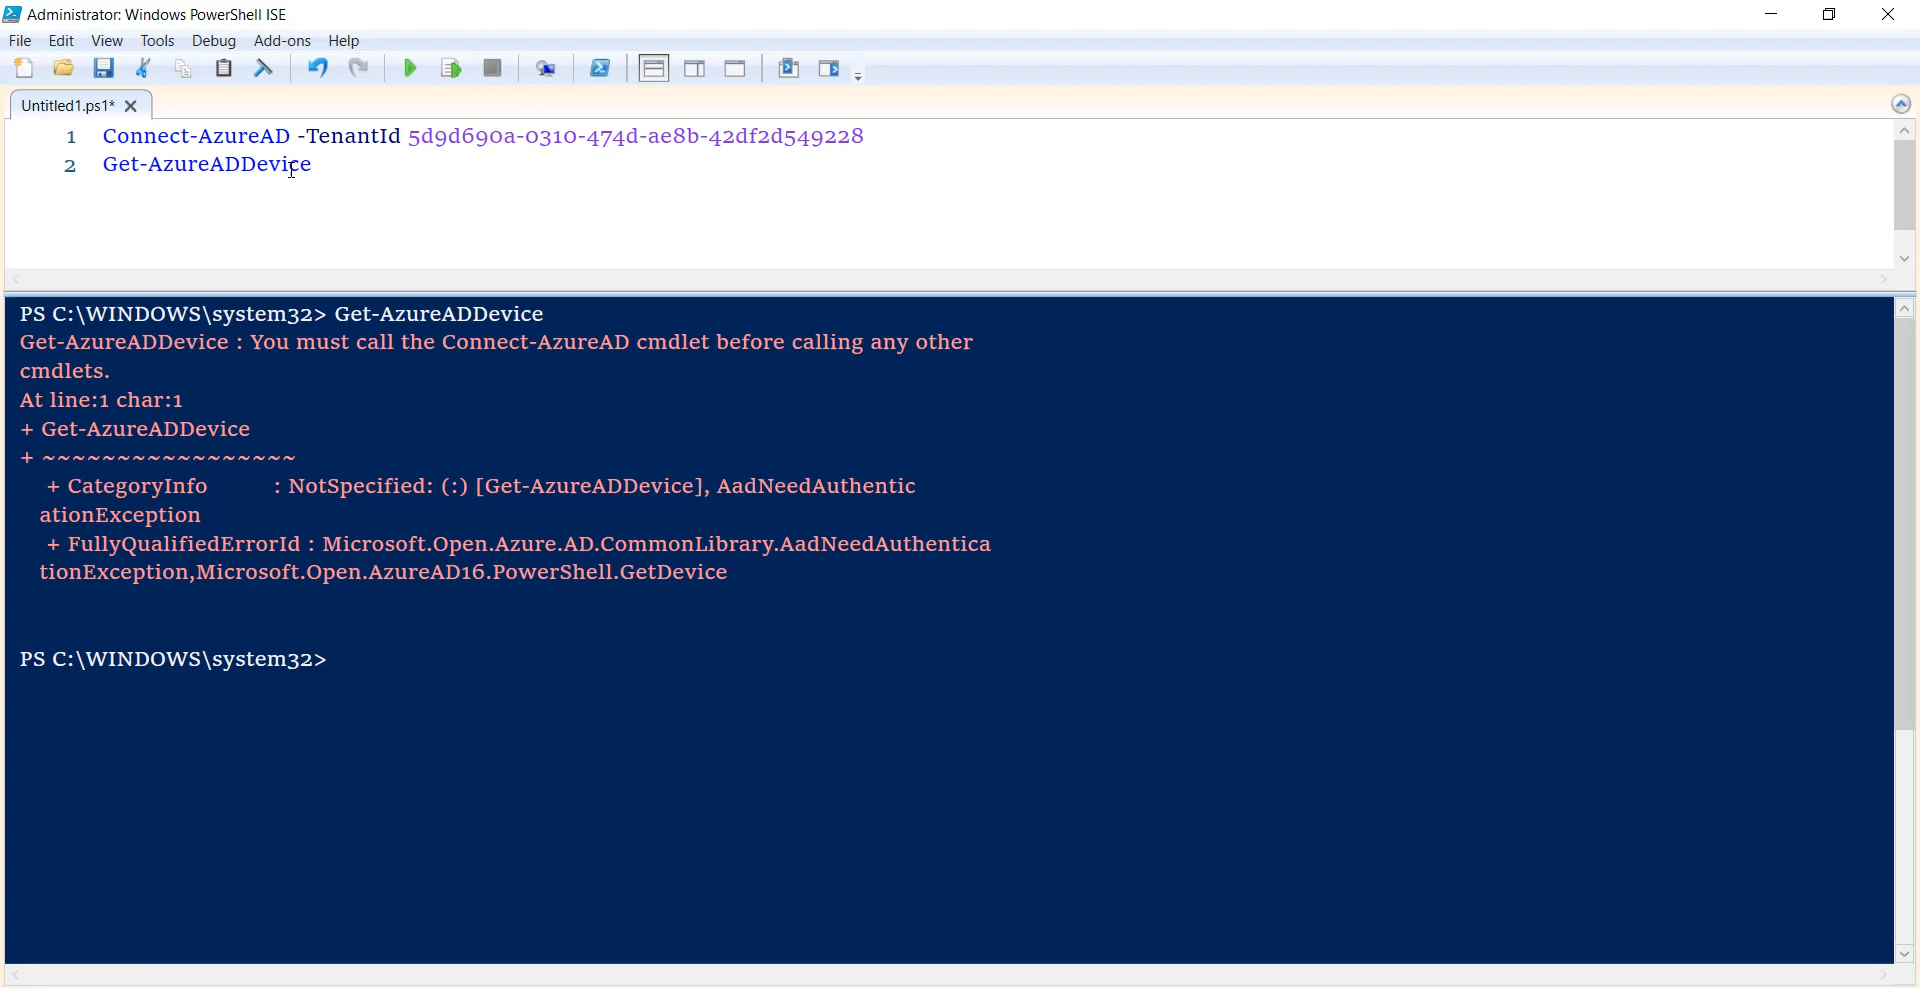 Administrator: Windows PowerShell ISE
File Edit View Tools Debug Add-ons Help
Untitled1.ps1*
1 Connect-AzureAD -TenantId 5d9d690a-0310-474d-ae8b-42df2d549228
2 Get-AzureADDevice
PS C:\WINDOWS\system32> Get-AzureADDevice
Get-AzureADDevice : You must call the Connect-AzureAD cmdlet before calling any other
cmdlets.
At line:1 char:1
+ Get-AzureADDevice
+ ~~~~~~~~~~~~~~~~~
+ CategoryInfo : NotSpecified: (:) [Get-AzureADDevice], AadNeedAuthentic
ationException
+ FullyQualifiedErrorId : Microsoft.Open.Azure.AD.CommonLibrary.AadNeedAuthentica
tionException,Microsoft.Open.AzureAD16.PowerShell.GetDevice
PS C:\WINDOWS\system32>